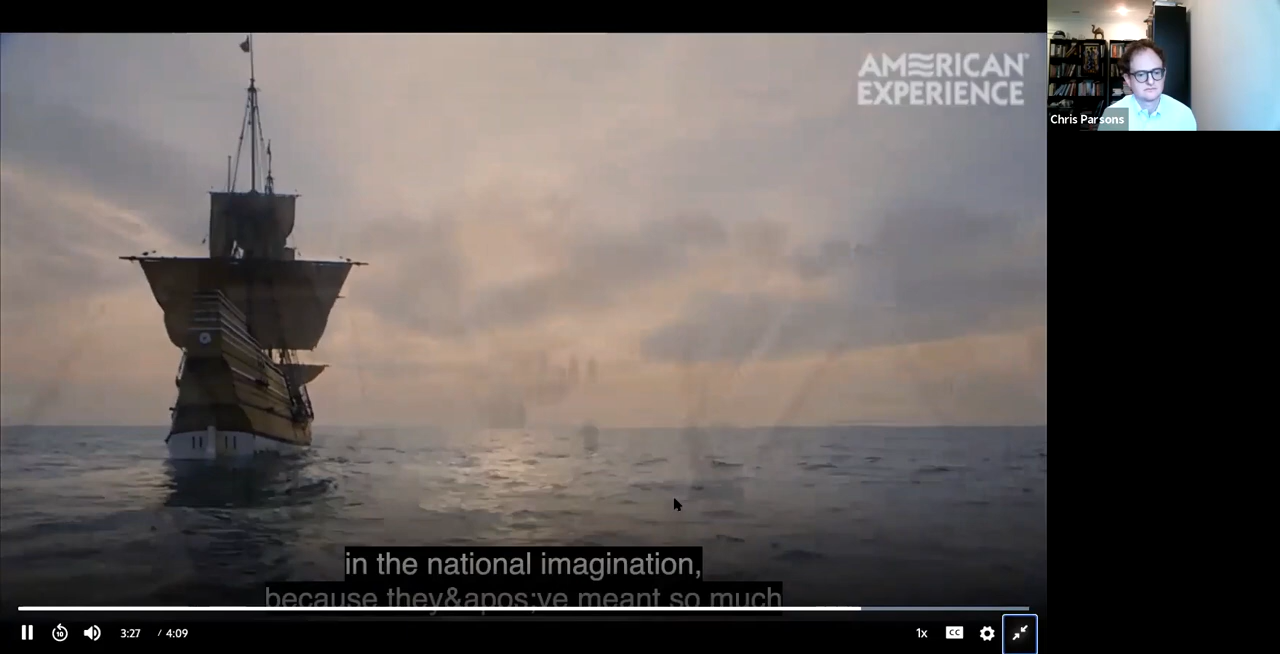 AMERICAN
EXPERIENCE
Chris Parsons
in the national imagination,
because they&apos;ve meant so much
10
3:27 / 4:09
1x
CC